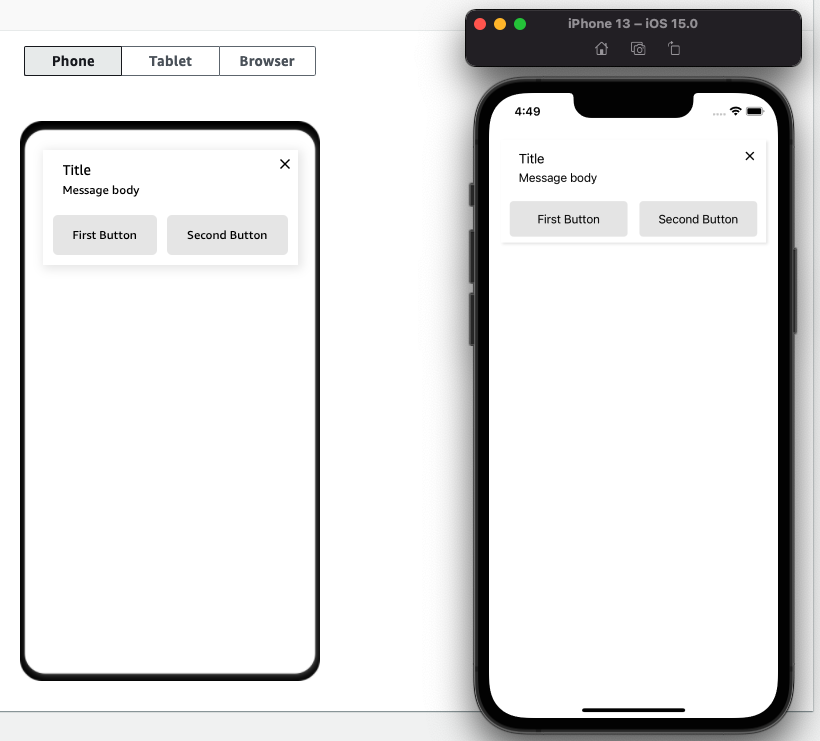 Phone Tablet Browser
Title
Message body
First Button Second Button
iPhone 13 – iOS 15.0
4:49
Title
Message body
First Button Second Button